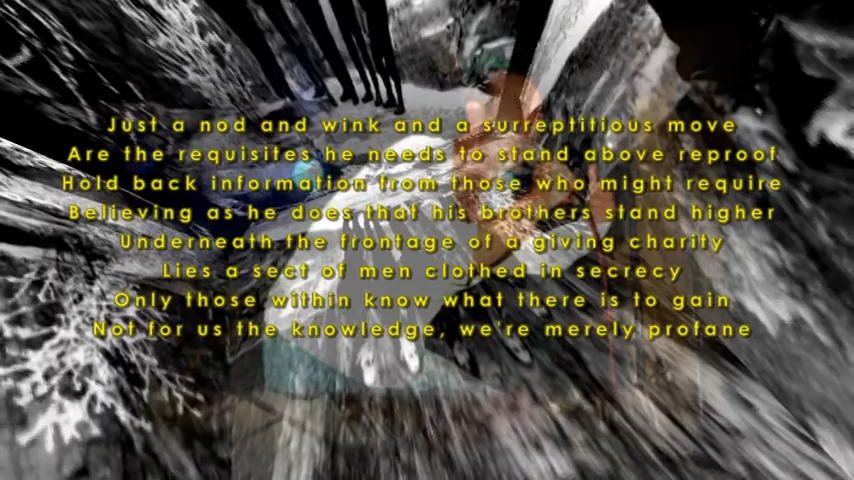 Just a nod and wink and a surreptitious move
Are the requisites he needs to stand above reproof
Hold back information from those who might require
Believing as he does that his brothers stand higher
Underneath the frontage of a giving charity
Lies a sect of men clothed in secrecy
Only those within know what there is to gain
Not for us the knowledge, we're merely profane